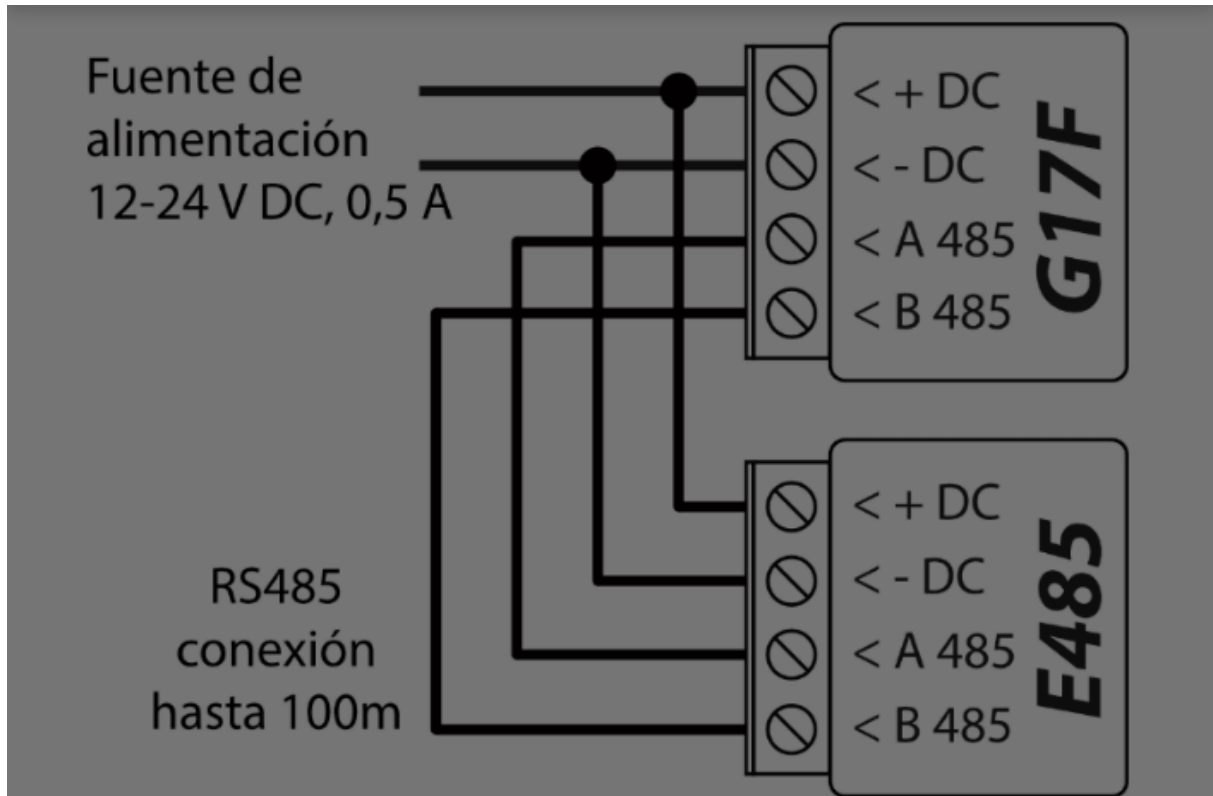 Fuente de
alimentación
12-24 V DC, 0,5 A
< + DC
< - DC
< A 485
< B 485
G17F
RS485
conexión
hasta 100m
< + DC
< - DC
< A 485
< B 485
E485